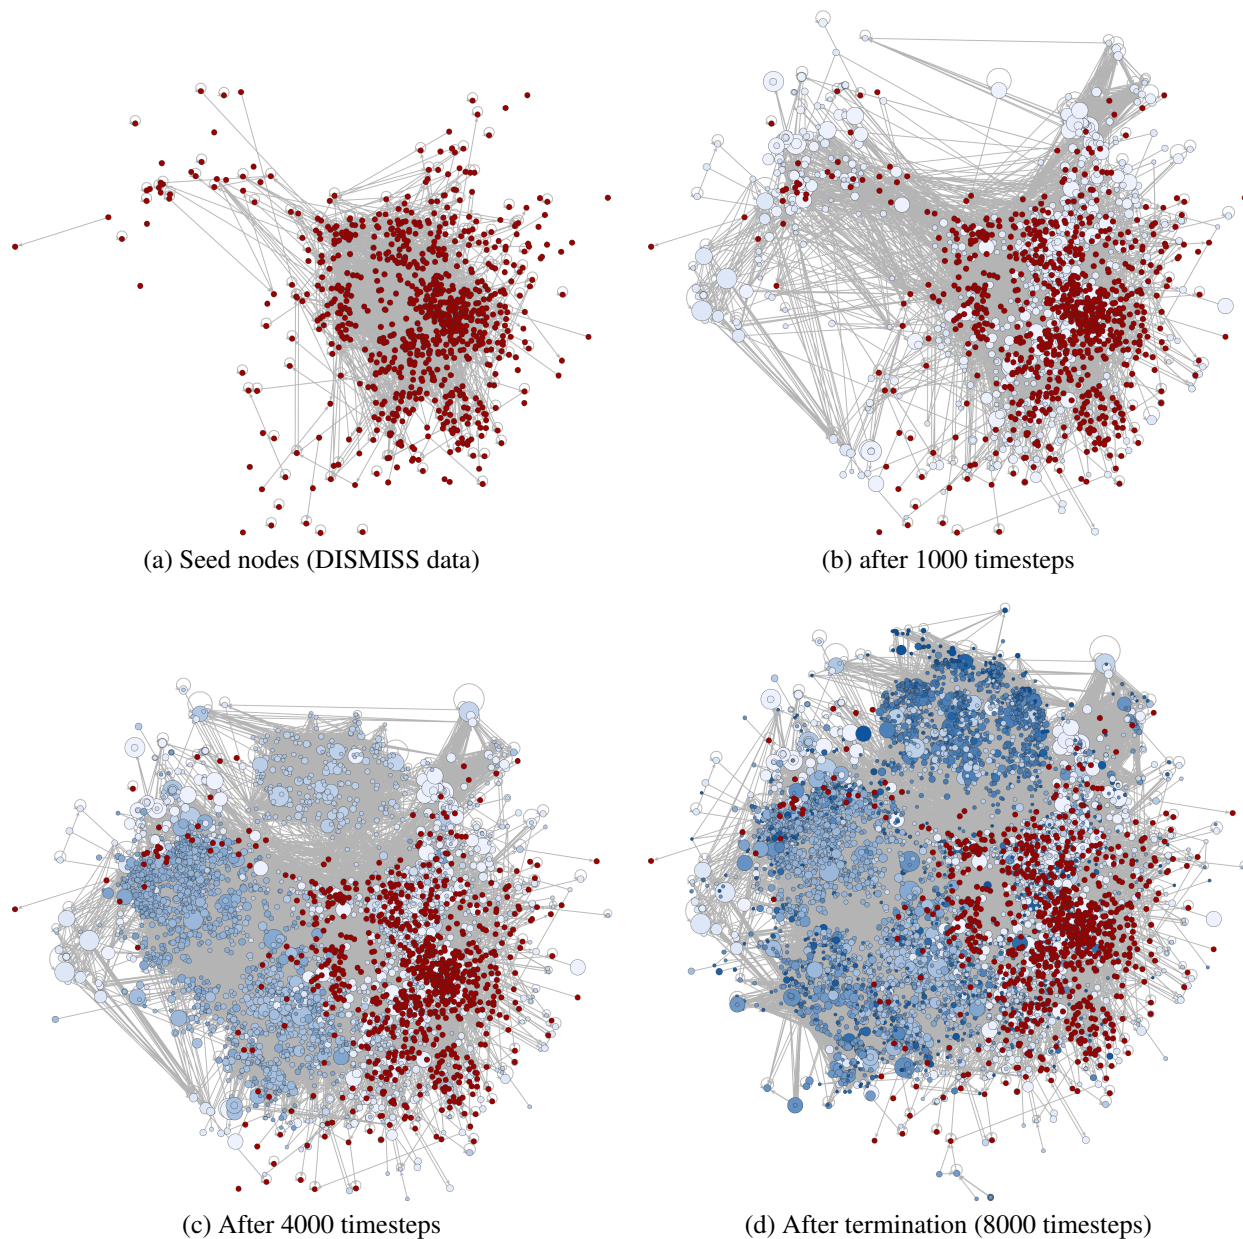 (a) Seed nodes (DISMISS data)
(b) after 1000 timesteps
(c) After 4000 timesteps
(d) After termination (8000 timesteps)